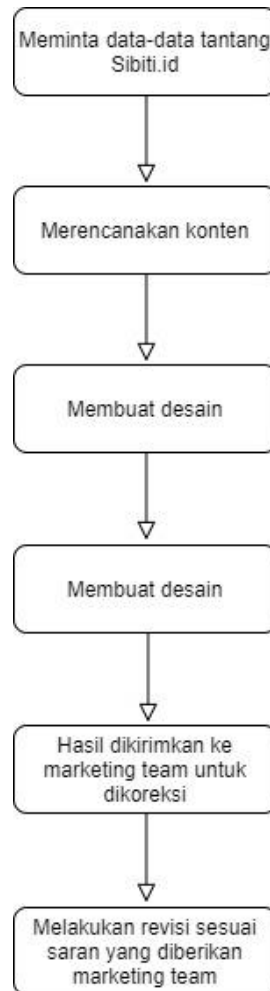 Meminta data-data tantang
Sibiti.id
Merencanakan konten
Membuat desain
Membuat desain
Hasil dikirimkan ke
marketing team untuk
dikoreksi
Melakukan revisi sesuai
saran yang diberikan
marketing team